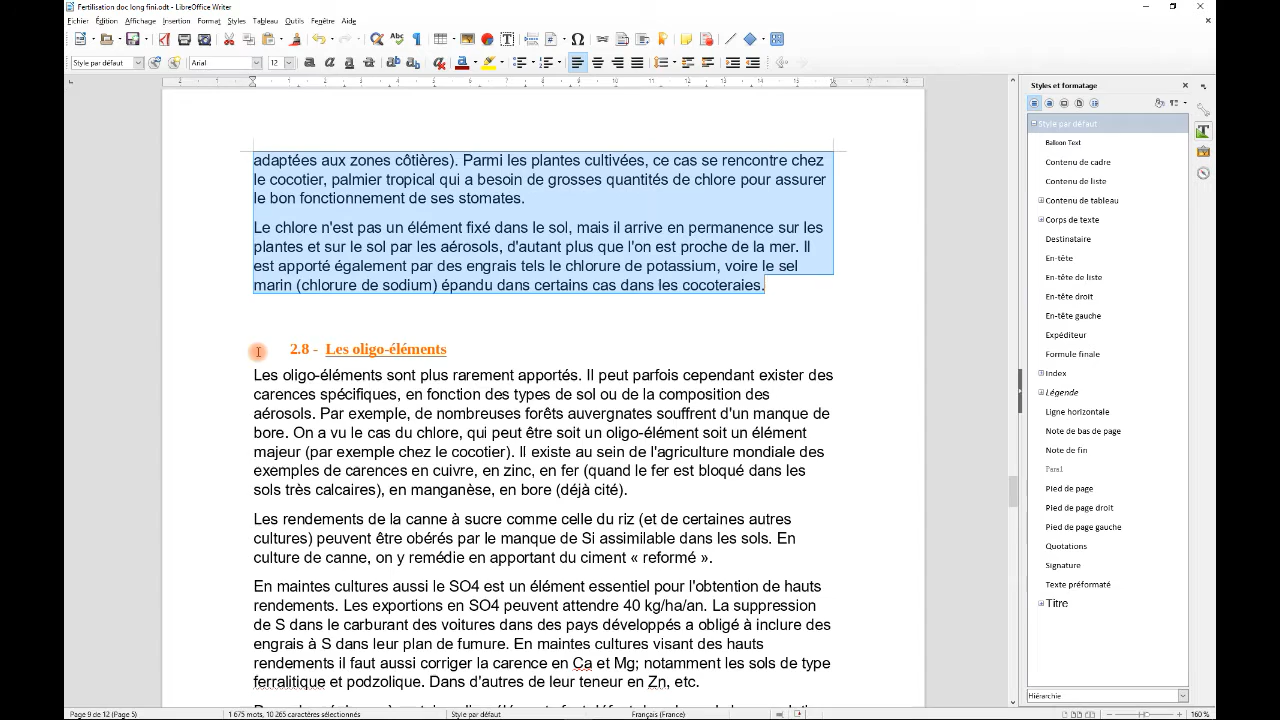 Fertilisation doc long fini.odt - LibreOffice Writer
Fichier Édition Affichage Insertion Format Styles Tableau Outils Fenêtre Aide
Style par défaut Arial 12
adaptées aux zones côtières). Parmi les plantes cultivées, ce cas se rencontre chez
le cocotier, palmier tropical qui a besoin de grosses quantités de chlore pour assurer
le bon fonctionnement de ses stomates.
Le chlore n'est pas un élément fixé dans le sol, mais il arrive en permanence sur les
plantes et sur le sol par les aérosols, d'autant plus que l'on est proche de la mer. Il
est apporté également par des engrais tels le chlorure de potassium, voire le sel
marin (chlorure de sodium) épandu dans certains cas dans les cocoteraies.
2.8 - Les oligo-éléments
Les oligo-éléments sont plus rarement apportés. Il peut parfois cependant exister des
carences spécifiques, en fonction des types de sol ou de la composition des
aérosols. Par exemple, de nombreuses forêts auvergnates souffrent d'un manque de
bore. On a vu le cas du chlore, qui peut être soit un oligo-élément soit un élément
majeur (par exemple chez le cocotier). Il existe au sein de l'agriculture mondiale des
exemples de carences en cuivre, en zinc, en fer (quand le fer est bloqué dans les
sols très calcaires), en manganèse, en bore (déjà cité).
Les rendements de la canne à sucre comme celle du riz (et de certaines autres
cultures) peuvent être obérés par le manque de Si assimilable dans les sols. En
culture de canne, on y remédie en apportant du ciment « reformé ».
En maintes cultures aussi le SO4 est un élément essentiel pour l'obtention de hauts
rendements. Les exportions en SO4 peuvent attendre 40 kg/ha/an. La suppression
de S dans le carburant des voitures dans des pays développés a obligé à inclure des
engrais à S dans leur plan de fumure. En maintes cultures visant des hauts
rendements il faut aussi corriger la carence en Ca et Mg; notamment les sols de type
ferralitique et podzolique. Dans d'autres de leur teneur en Zn, etc.
Styles et formatage
Style par défaut
Balloon Text
Contenu de cadre
Contenu de liste
Contenu de tableau
Corps de texte
Destinataire
En-tête
En-tête de liste
En-tête droit
En-tête gauche
Expéditeur
Formule finale
Index
Légende
Ligne horizontale
Note de bas de page
Note de fin
Para1
Pied de page
Pied de page droit
Pied de page gauche
Quotations
Signature
Texte préformaté
Titre
Hiérarchie
Page 9 de 12 (Page 5) 1 675 mots, 10 265 caractères sélectionnés Style par défaut Français (France) 160 %